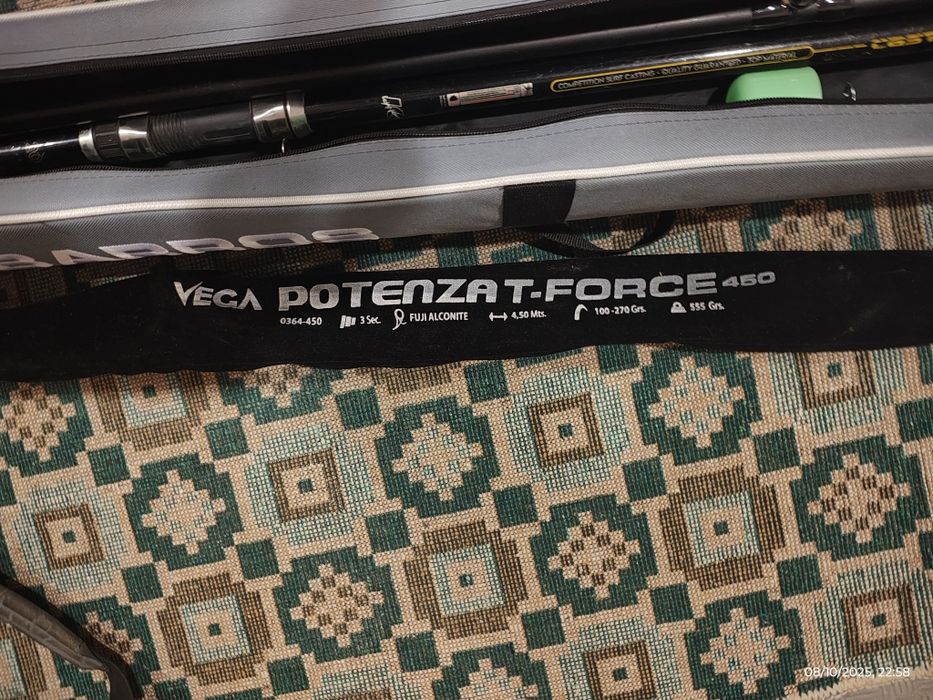 COMPETITION SURF CASTING - QUALITY GUARANTEED - TOP MATERIAL
BARROS
VEGA POTENZA T-FORCE 450
0364-450 3 Sec. FUJI ALCONITE 4,50 Mts. 100-270 Grs. 555 Grs.
08/10/2025, 22:58